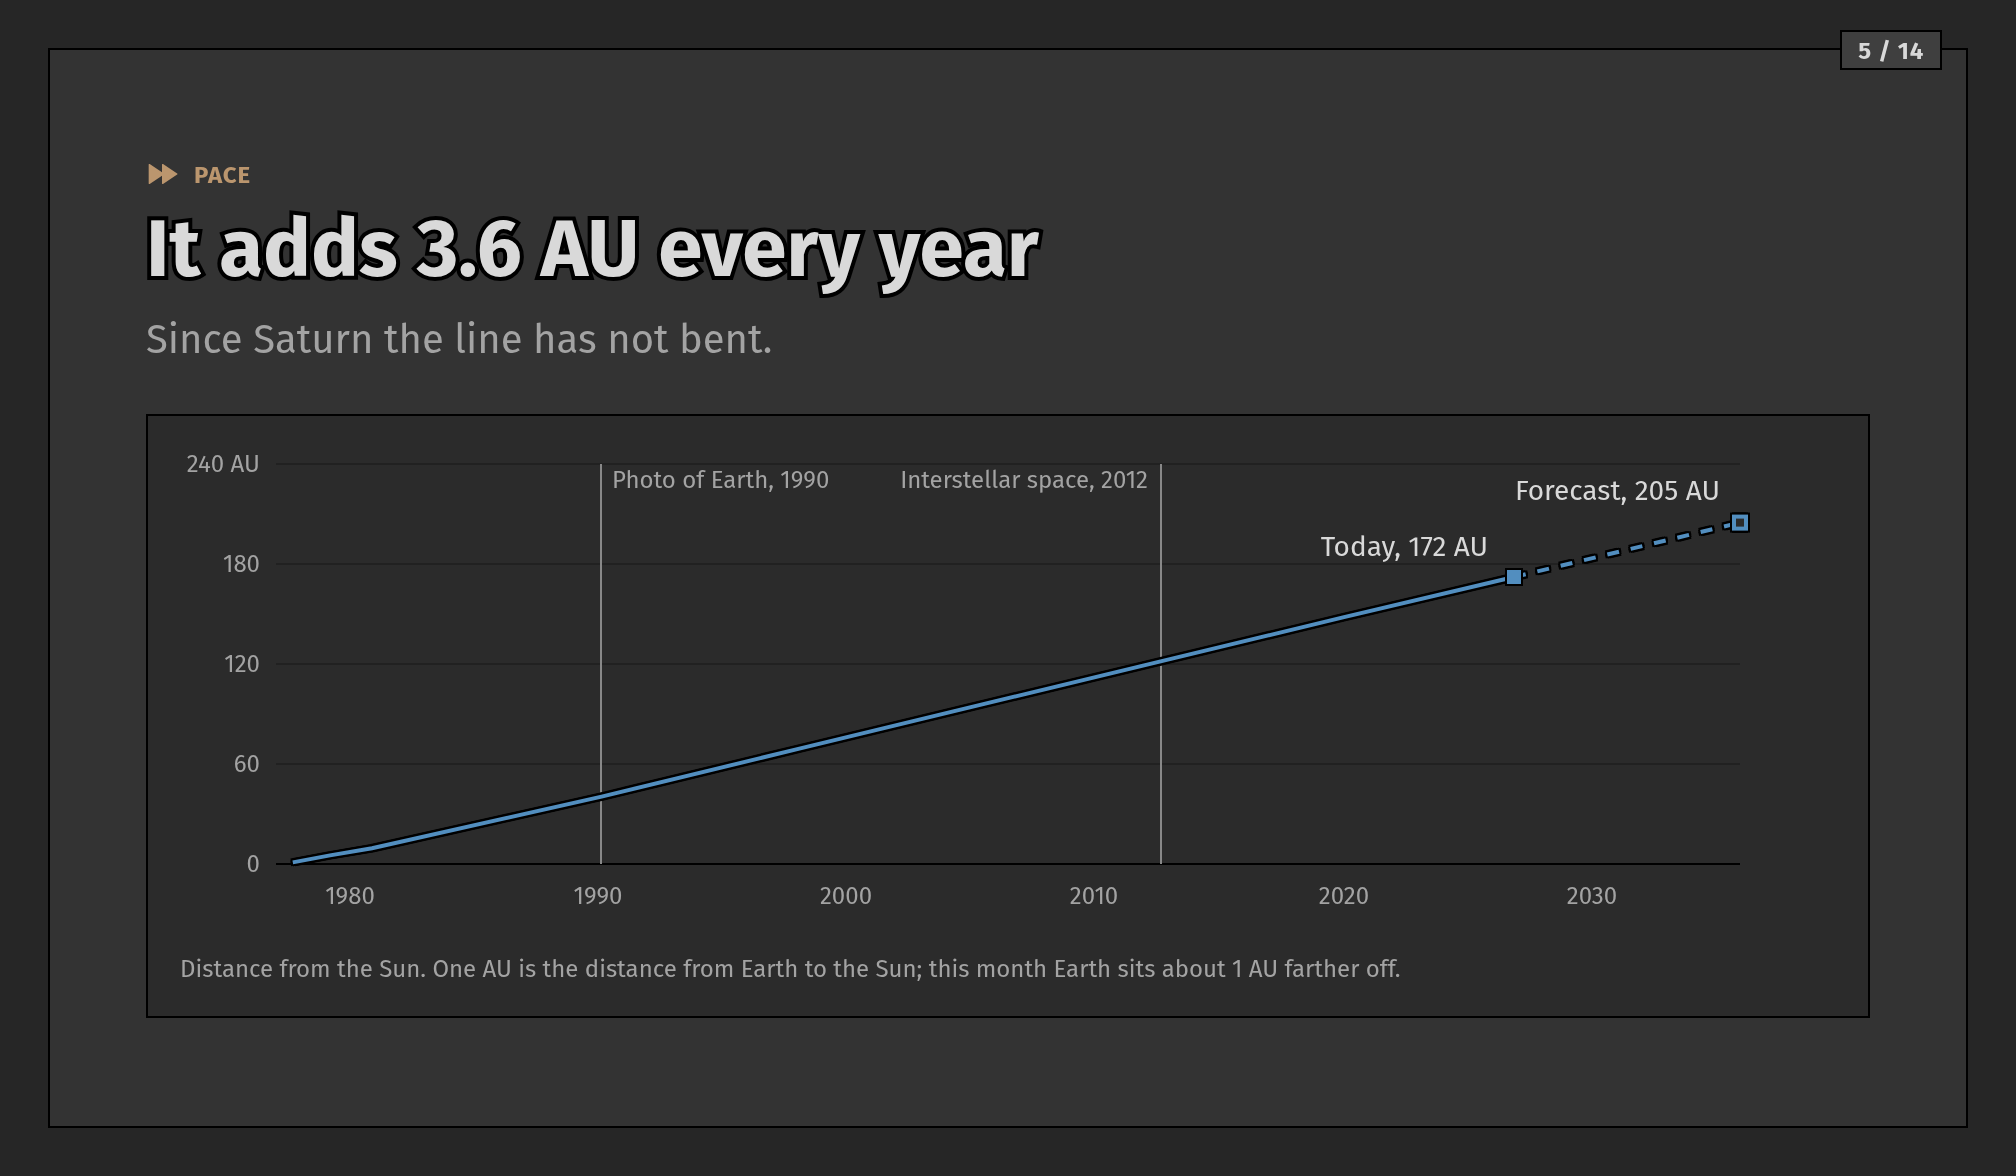 5 / 14
PACE
It adds 3.6 AU every year
Since Saturn the line has not bent.
240 AU
180
120
60
0
Photo of Earth, 1990
Interstellar space, 2012
Forecast, 205 AU
Today, 172 AU
1980
1990
2000
2010
2020
2030
Distance from the Sun. One AU is the distance from Earth to the Sun; this month Earth sits about 1 AU farther off.